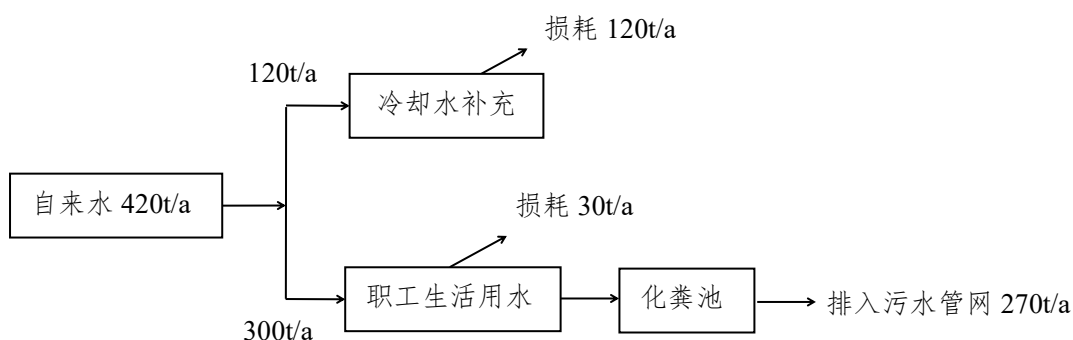 损耗 120t/a
120t/a
冷却水补充
自来水 420t/a
损耗 30t/a
职工生活用水
化粪池
排入污水管网 270t/a
300t/a